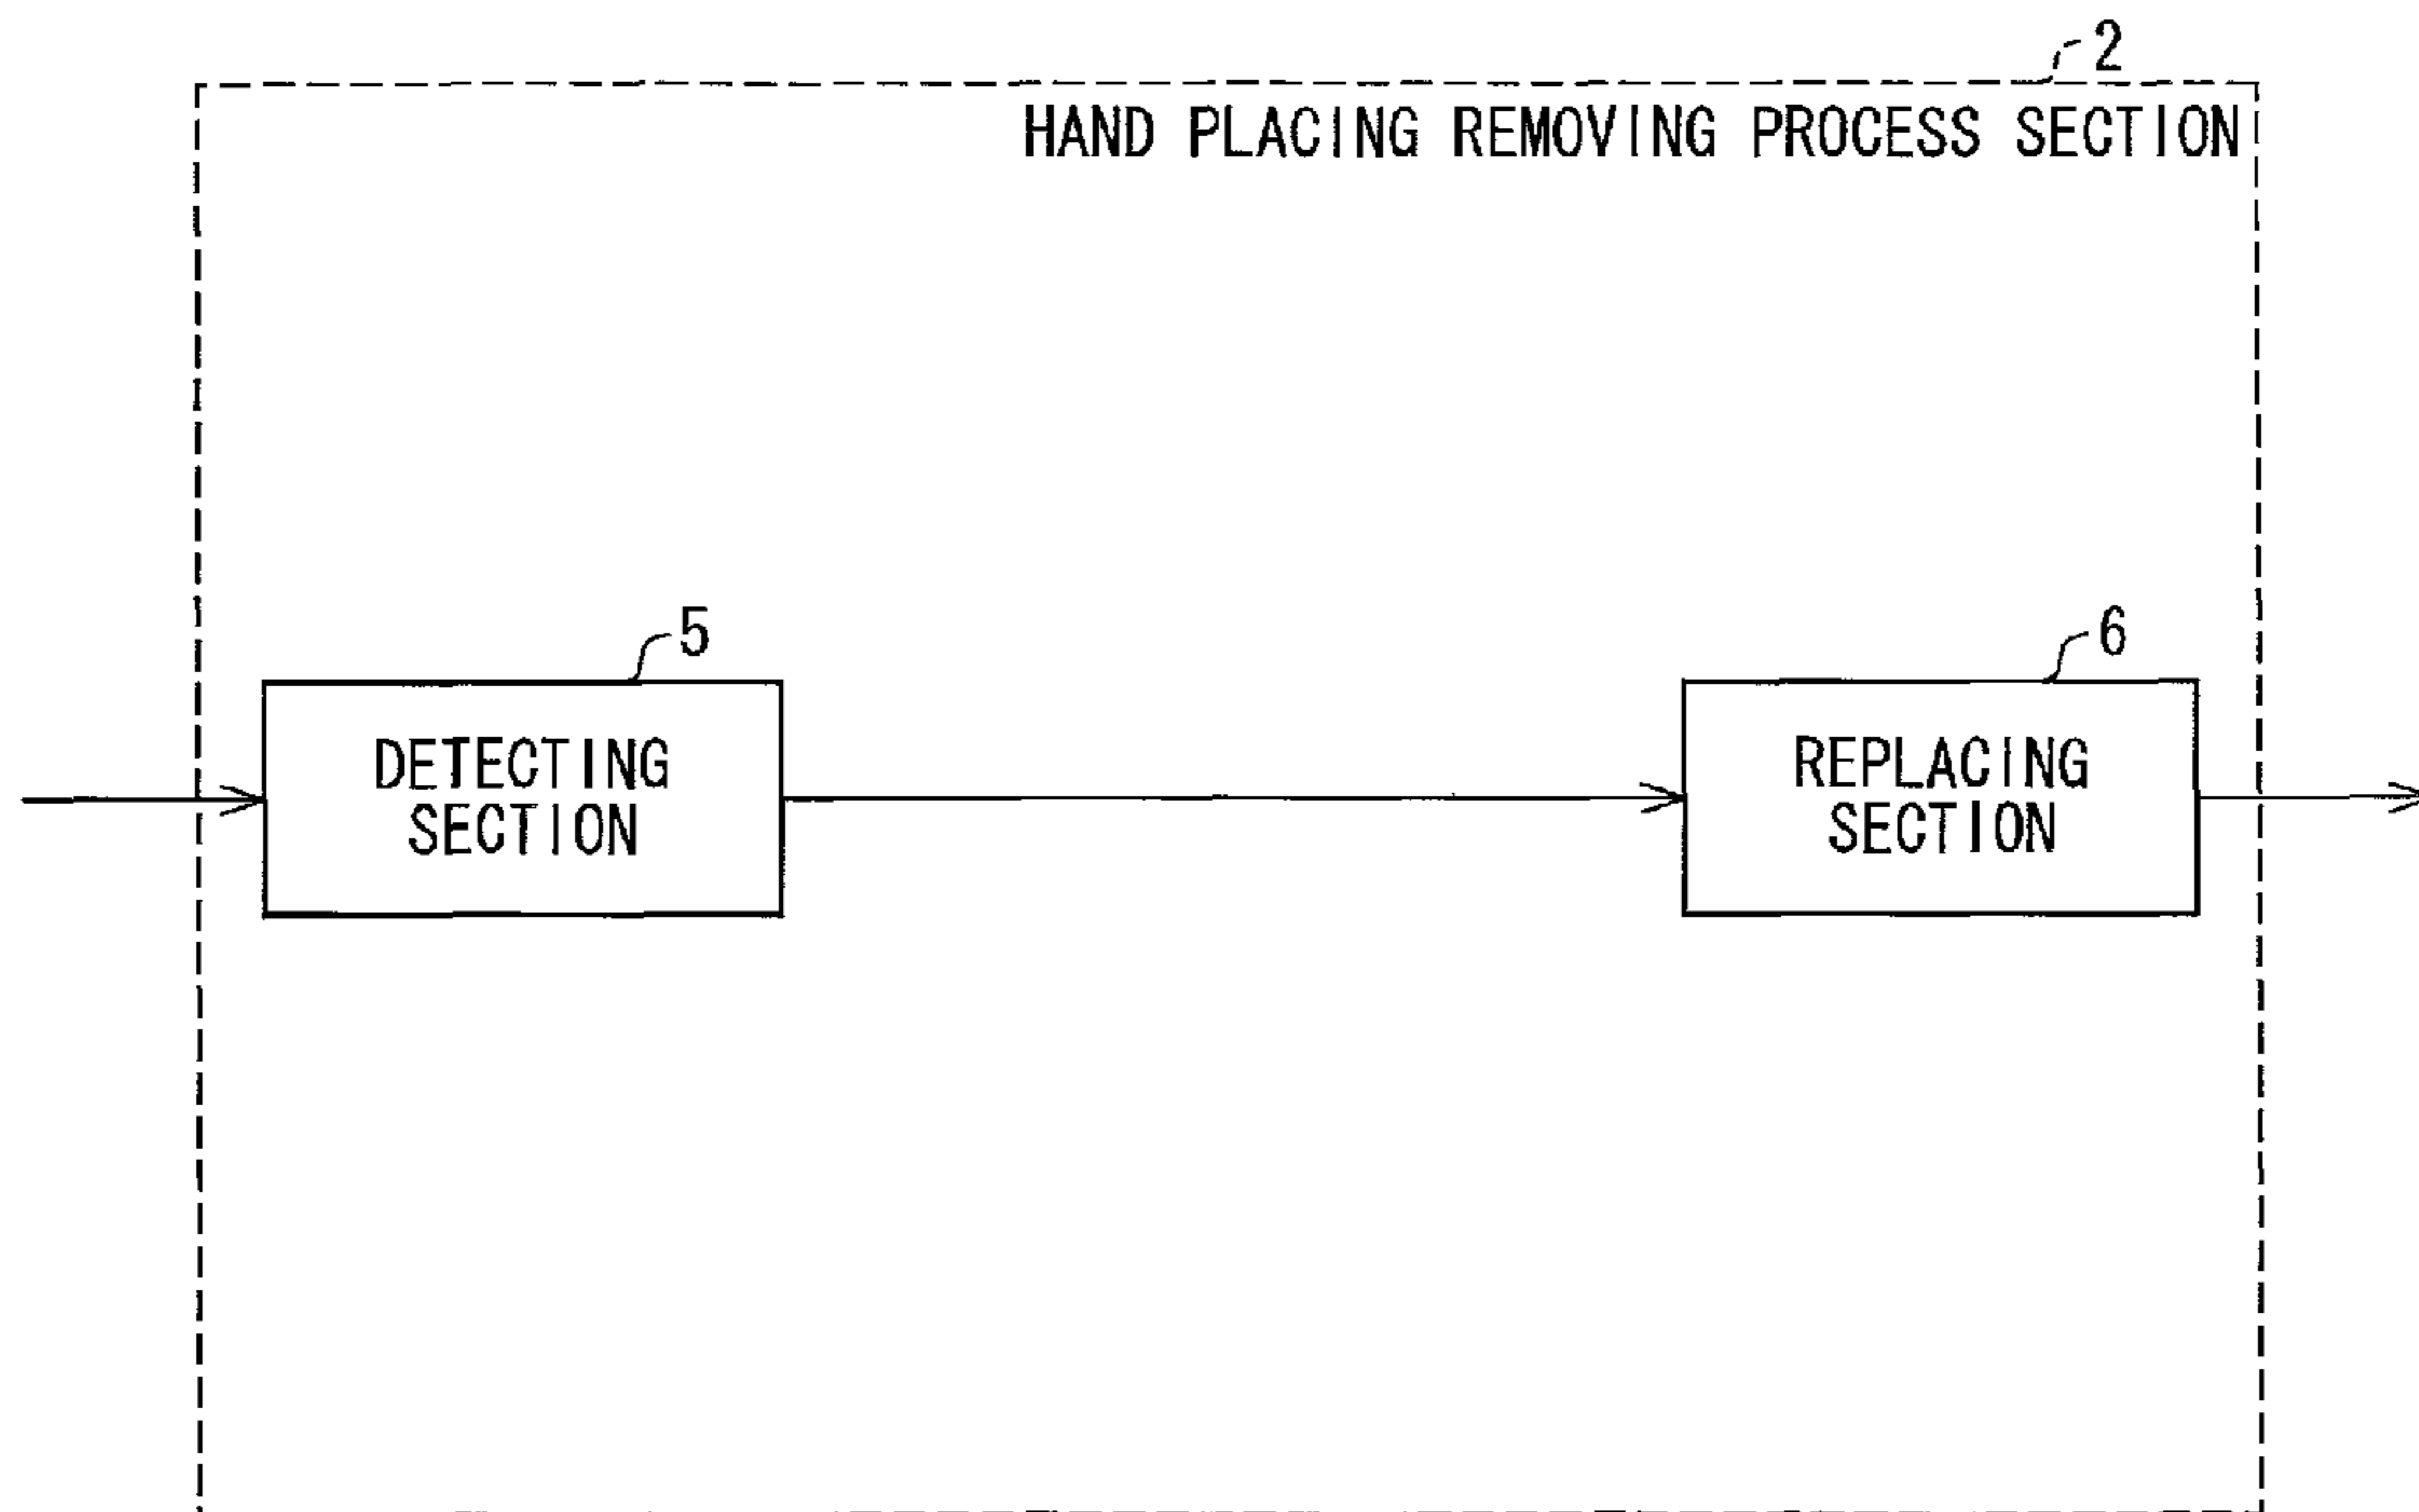 2
HAND PLACING REMOVING PROCESS SECTION
5
6
DETECTING
SECTION
REPLACING
SECTION